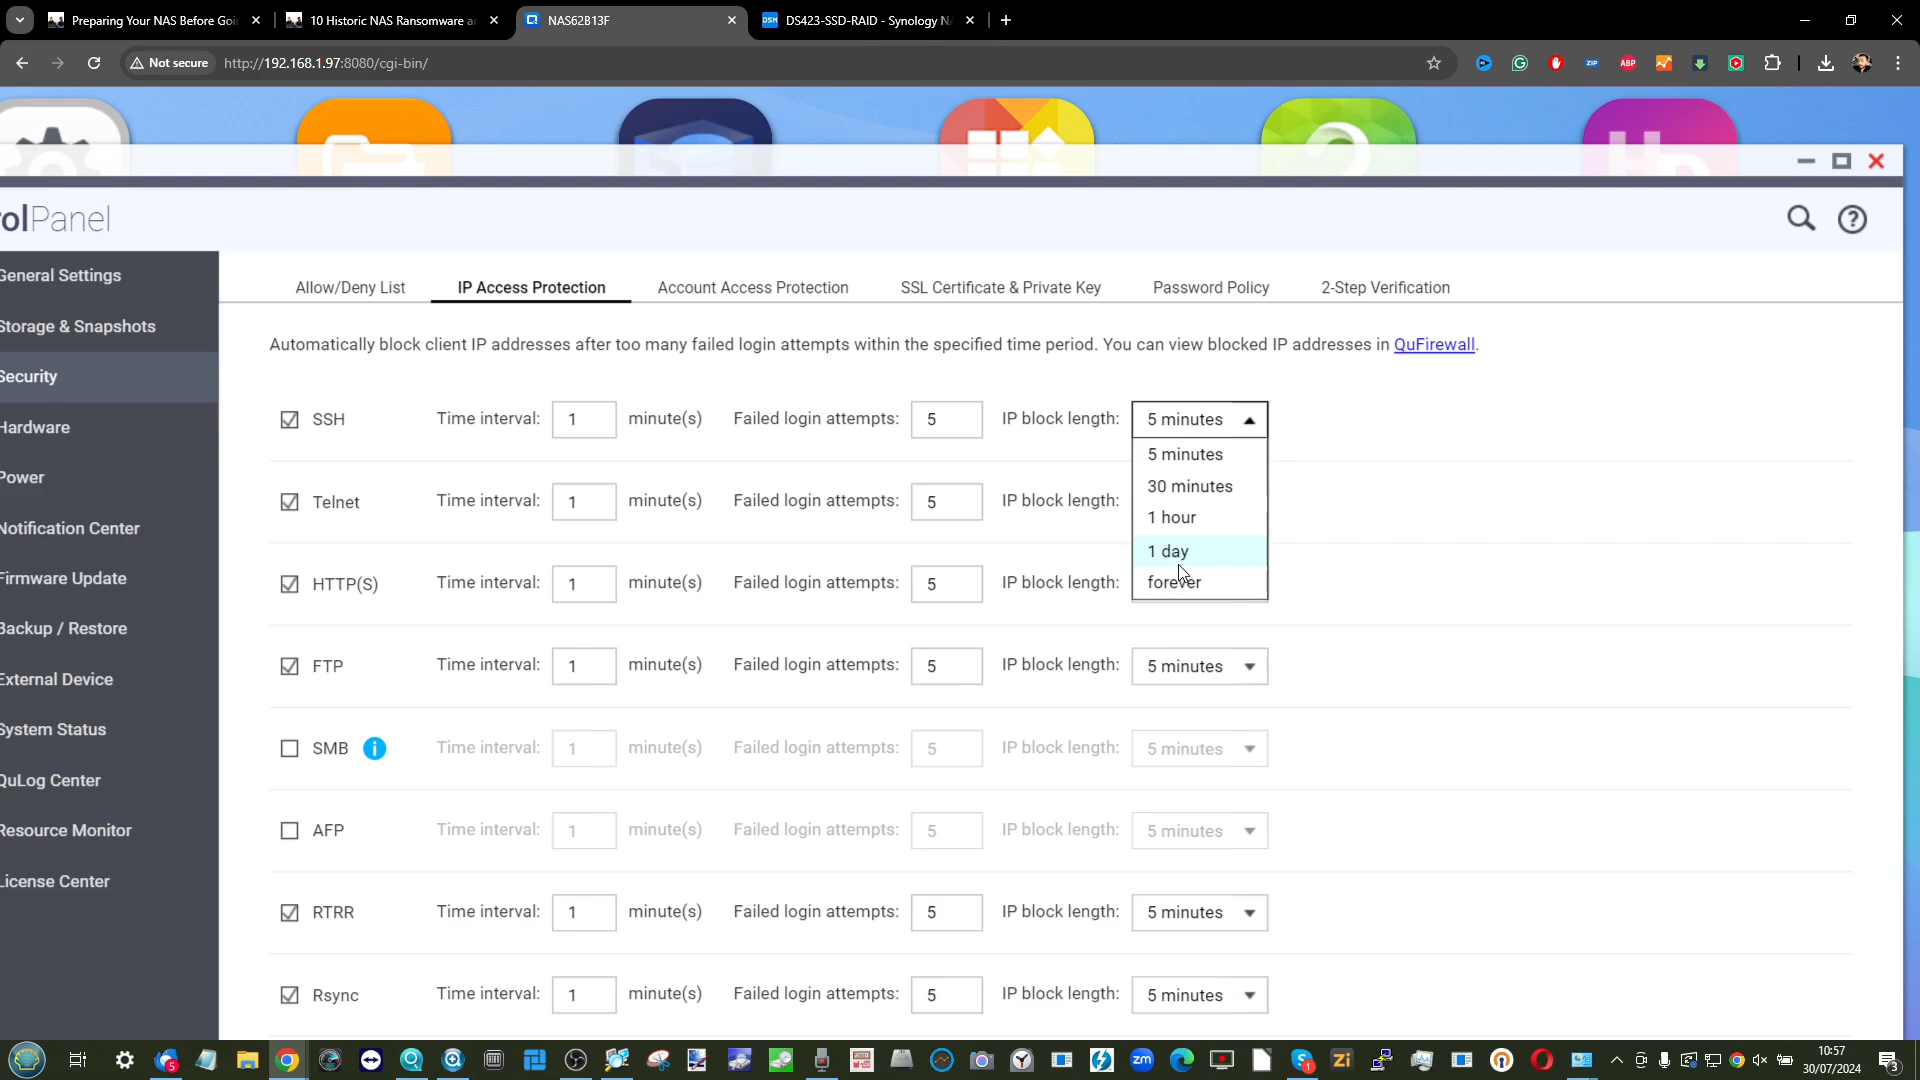 Preparing Your NAS Before Goi
10 Historic NAS Ransomware a
NAS62B13F
DSM
DS423-SSD-RAID - Synology N
Not secure
http://192.168.1.97:8080/cgi-bin/
ZIP
ABP
HD
olPanel
General Settings
Storage & Snapshots
Security
Hardware
Power
Notification Center
Firmware Update
Backup / Restore
External Device
System Status
QuLog Center
Resource Monitor
License Center
Allow/Deny List
IP Access Protection
Account Access Protection
SSL Certificate & Private Key
Password Policy
2-Step Verification
Automatically block client IP addresses after too many failed login attempts within the specified time period. You can view blocked IP addresses in QuFirewall.
SSH Time interval: 1 minute(s) Failed login attempts: 5 IP block length: 5 minutes
5 minutes
30 minutes
1 hour
1 day
forever
Telnet Time interval: 1 minute(s) Failed login attempts: 5 IP block length:
HTTP(S) Time interval: 1 minute(s) Failed login attempts: 5 IP block length:
FTP Time interval: 1 minute(s) Failed login attempts: 5 IP block length: 5 minutes
SMB i Time interval: 1 minute(s) Failed login attempts: 5 IP block length: 5 minutes
AFP Time interval: 1 minute(s) Failed login attempts: 5 IP block length: 5 minutes
RTRR Time interval: 1 minute(s) Failed login attempts: 5 IP block length: 5 minutes
Rsync Time interval: 1 minute(s) Failed login attempts: 5 IP block length: 5 minutes
5
zm
1
Zi
10:57
30/07/2024
3